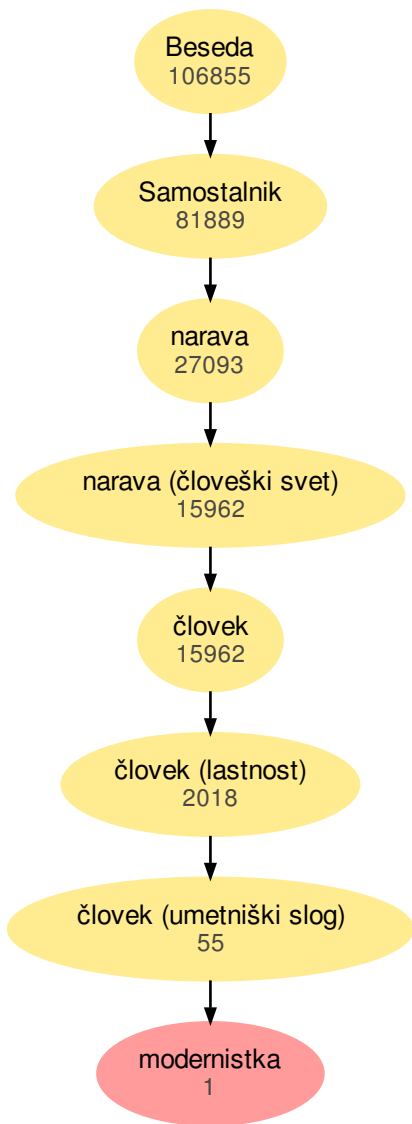 Beseda
106855
Samostalnik
81889
narava
27093
narava (človeški svet)
15962
človek
15962
človek (lastnost)
2018
človek (umetniški slog)
55
modernistka
1